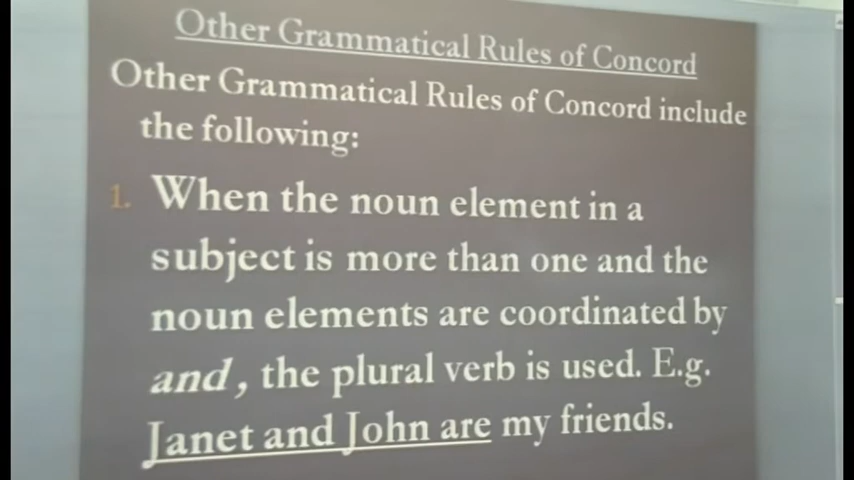 Other Grammatical Rules of Concord
Other Grammatical Rules of Concord include
the following:
1. When the noun element in a
subject is more than one and the
noun elements are coordinated by
and, the plural verb is used. E.g.
Janet and John are my friends.